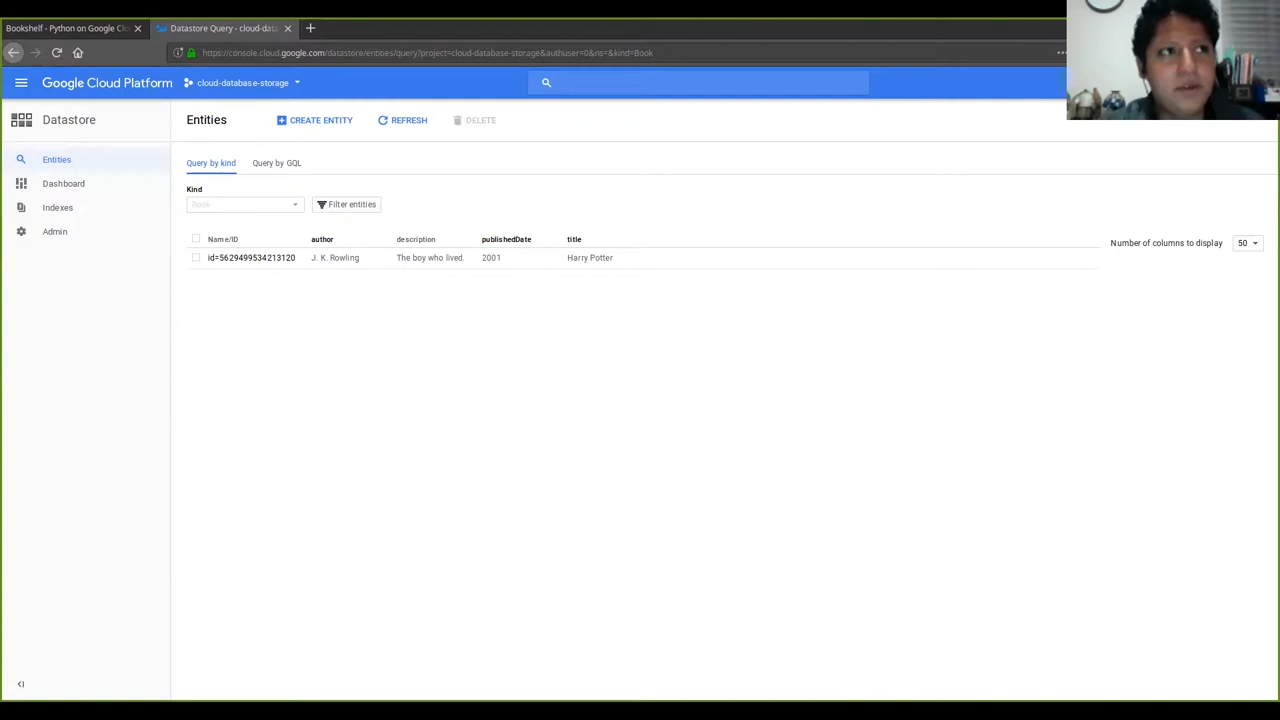 Bookshelf - Python on Google Clo
Datastore Query - cloud-data
https://console.cloud.google.com/datastore/entities/query?project=cloud-database-storage&authuser=0&ns=&kind=Book
Google Cloud Platform
cloud-database-storage
Datastore
Entities
CREATE ENTITY
REFRESH
DELETE
Entities
Dashboard
Indexes
Admin
Query by kind
Query by GQL
Kind
Book
Filter entities
Name/ID author description publishedDate title
id=5629499534213120 J. K. Rowling The boy who lived. 2001 Harry Potter
Number of columns to display
50